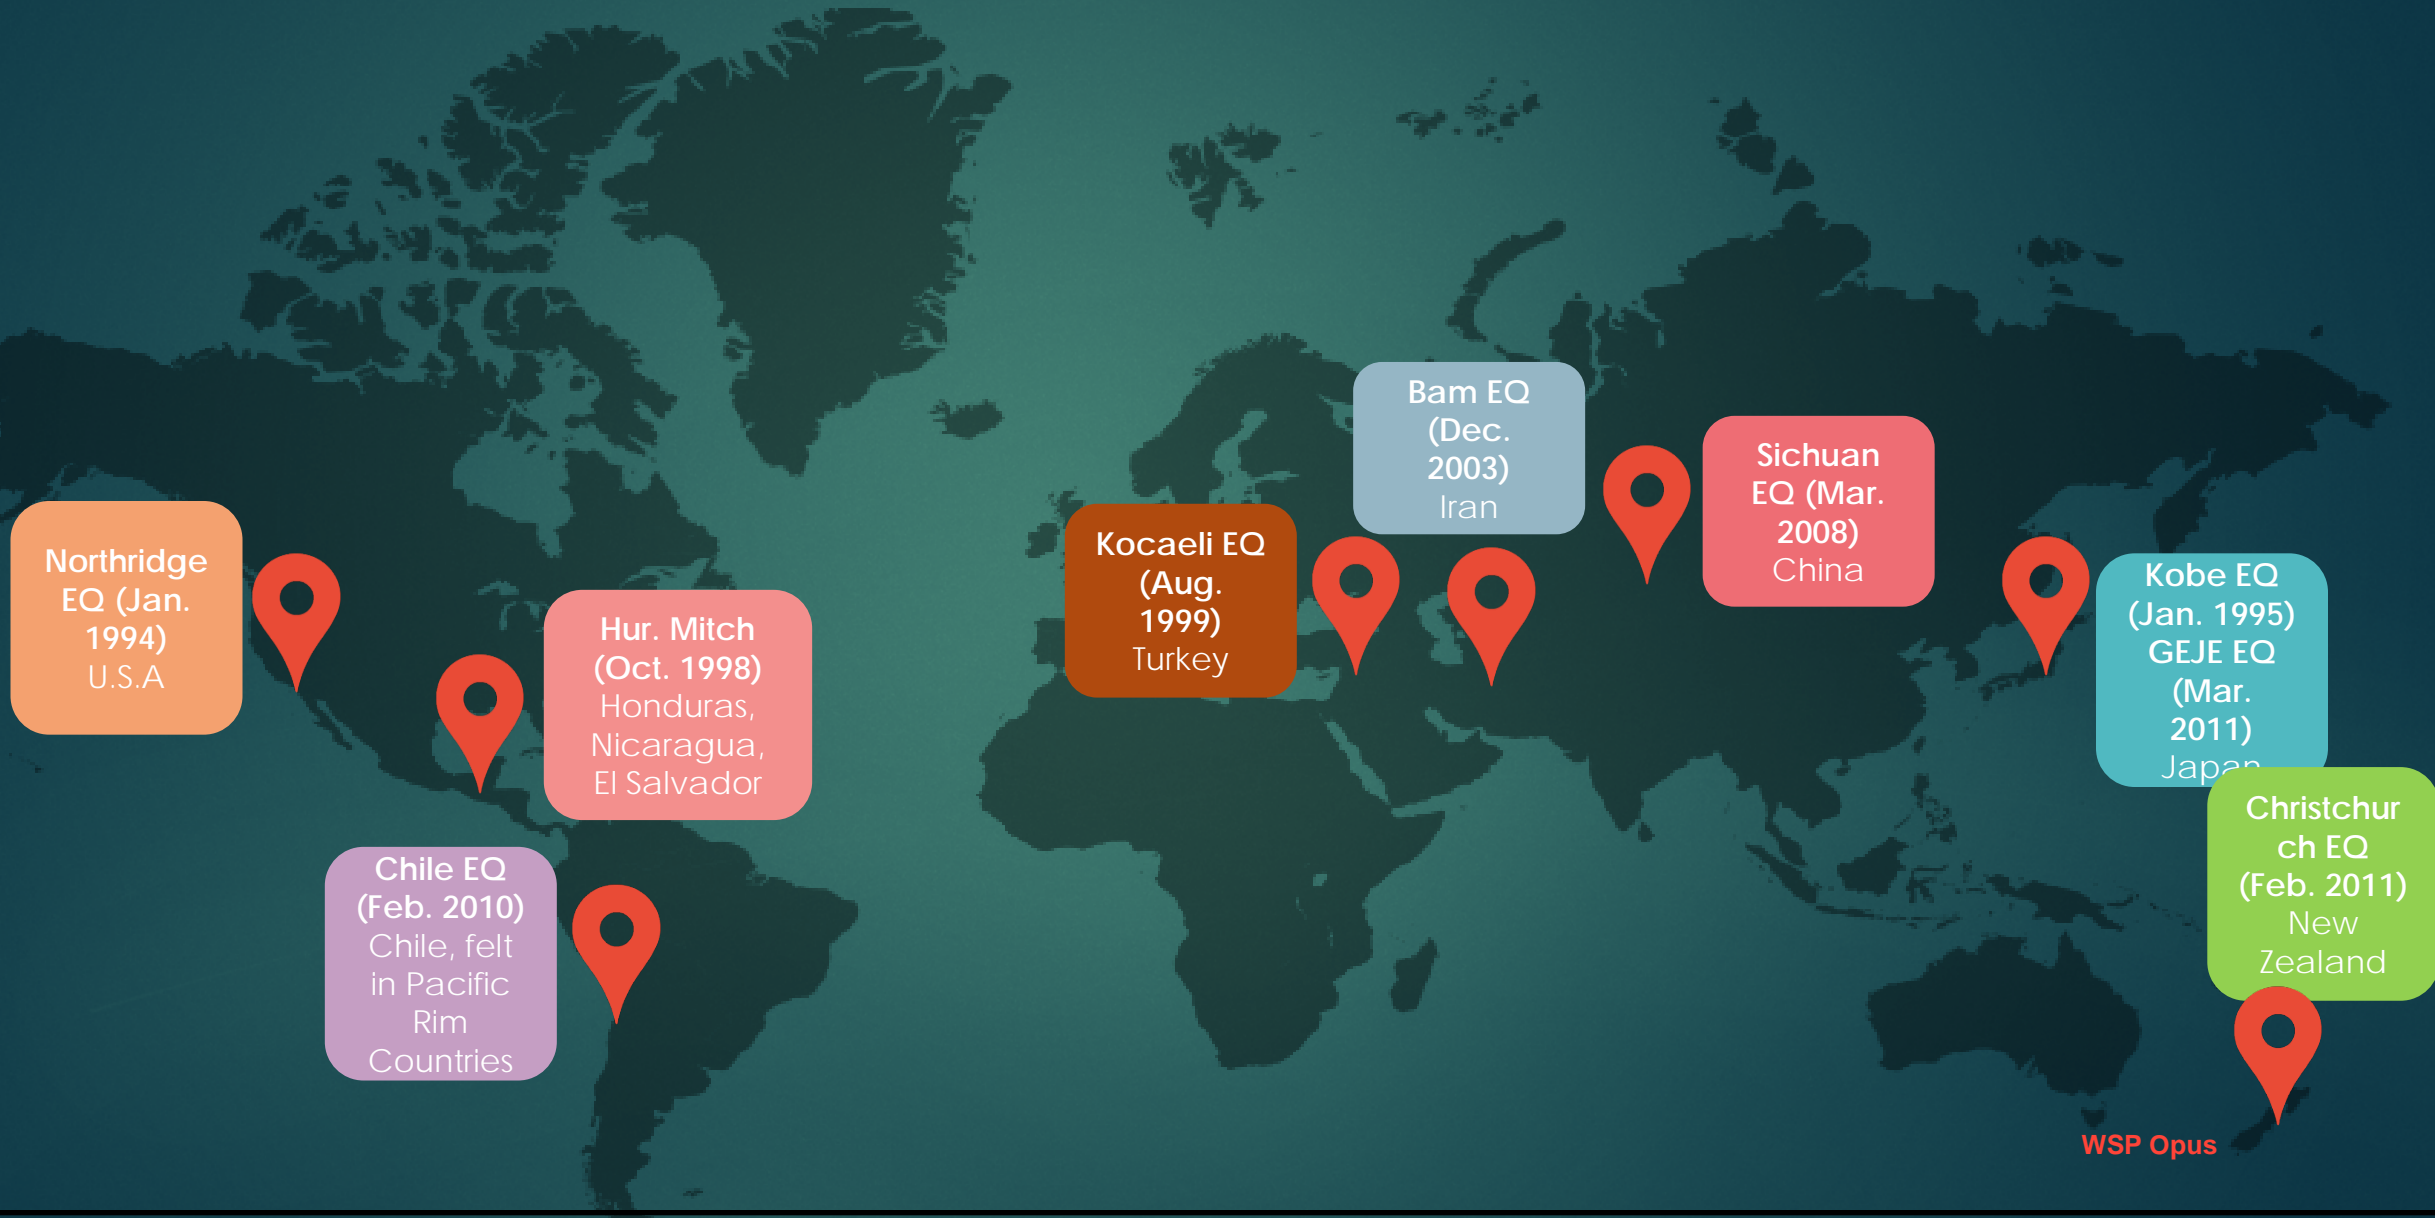 Northridge
EQ (Jan.
1994)
U.S.A
Hur. Mitch
(Oct. 1998)
Honduras,
Nicaragua,
El Salvador
Chile EQ
(Feb. 2010)
Chile, felt
in Pacific
Rim
Countries
Kocaeli EQ
(Aug.
1999)
Turkey
Bam EQ
(Dec.
2003)
Iran
Sichuan
EQ (Mar.
2008)
China
Kobe EQ
(Jan. 1995)
GEJE EQ
(Mar.
2011)
Japan
Christchur
ch EQ
(Feb. 2011)
New
Zealand
WSP Opus